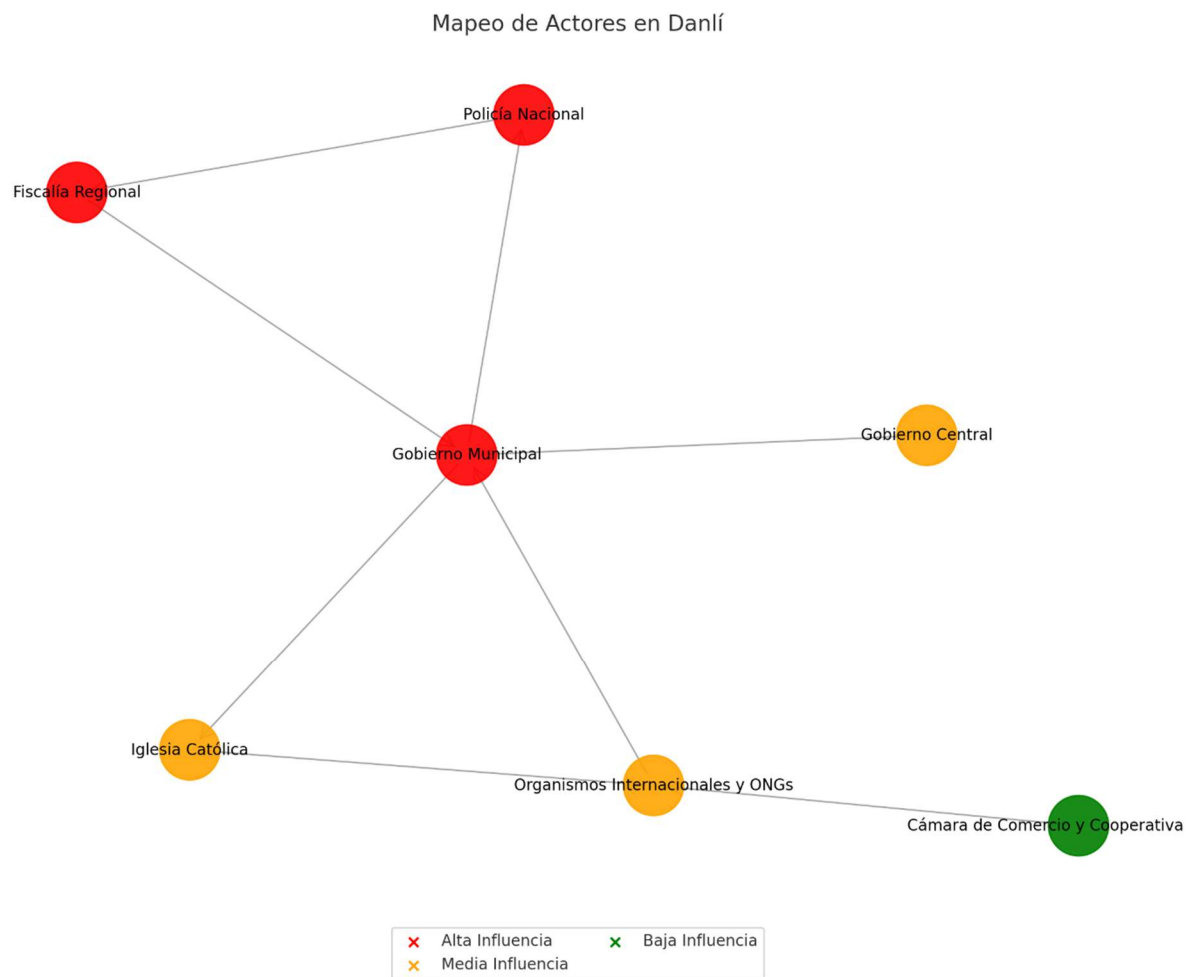 Mapeo de Actores en Danlí
Policía Nacional
Fiscalía Regional
Gobierno Central
Gobierno Municipal
Iglesia Católica
Organismos Internacionales y ONGs
Cámara de Comercio y Cooperativa
Alta Influencia
Baja Influencia
Media Influencia